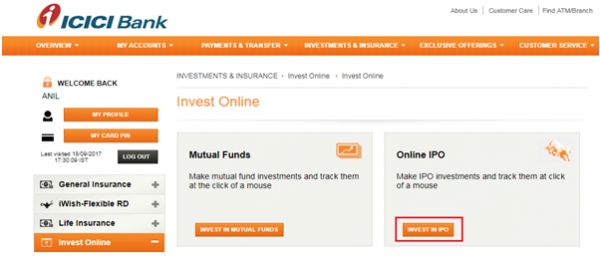 ICICI Bank
About Us | Customer Care | Find ATM/Branch
OVERVIEW MY ACCOUNTS PAYMENTS & TRANSFER INVESTMENTS & INSURANCE EXCLUSIVE OFFERINGS CUSTOMER SERVICE
WELCOME BACK
ANIL
MY PROFILE
MY CARD PIN
Last visited 18/09/2017
17:30:09 IST
LOG OUT
General Insurance +
iWish-Flexible RD +
Life Insurance +
Invest Online −
INVESTMENTS & INSURANCE › Invest Online › Invest Online
Invest Online
Mutual Funds
Make mutual fund investments and track them
at the click of a mouse
INVEST IN MUTUAL FUNDS
Online IPO
Make IPO investments and track them at click
of a mouse
INVEST IN IPO